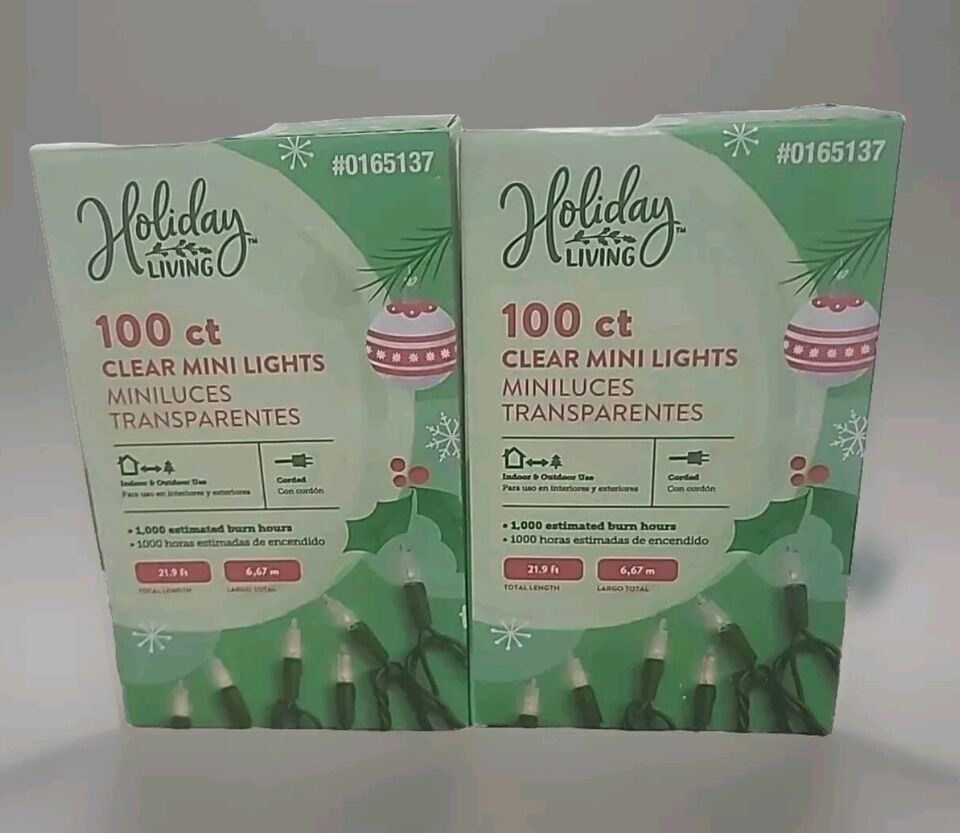 #0165137
Holiday
LIVING™
100 ct
CLEAR MINI LIGHTS
MINILUCES
TRANSPARENTES
Indoor & Outdoor Use
Para uso en interiores y exteriores
Corded
Con cordón
• 1,000 estimated burn hours
• 1000 horas estimadas de encendido
21.9 ft
TOTAL LENGTH
6,67 m
LARGO TOTAL
#0165137
Holiday
LIVING™
100 ct
CLEAR MINI LIGHTS
MINILUCES
TRANSPARENTES
Indoor & Outdoor Use
Para uso en interiores y exteriores
Corded
Con cordón
• 1,000 estimated burn hours
• 1000 horas estimadas de encendido
21.9 ft
TOTAL LENGTH
6,67 m
LARGO TOTAL